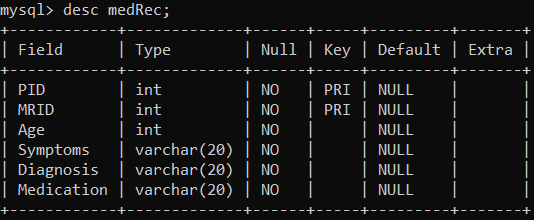 mysql> desc medRec;
+------------+-------------+------+-----+---------+-------+
| Field      | Type        | Null | Key | Default | Extra |
+------------+-------------+------+-----+---------+-------+
| PID        | int         | NO   | PRI | NULL    |       |
| MRID       | int         | NO   | PRI | NULL    |       |
| Age        | int         | NO   |     | NULL    |       |
| Symptoms   | varchar(20) | NO   |     | NULL    |       |
| Diagnosis  | varchar(20) | NO   |     | NULL    |       |
| Medication | varchar(20) | NO   |     | NULL    |       |
+------------+-------------+------+-----+---------+-------+